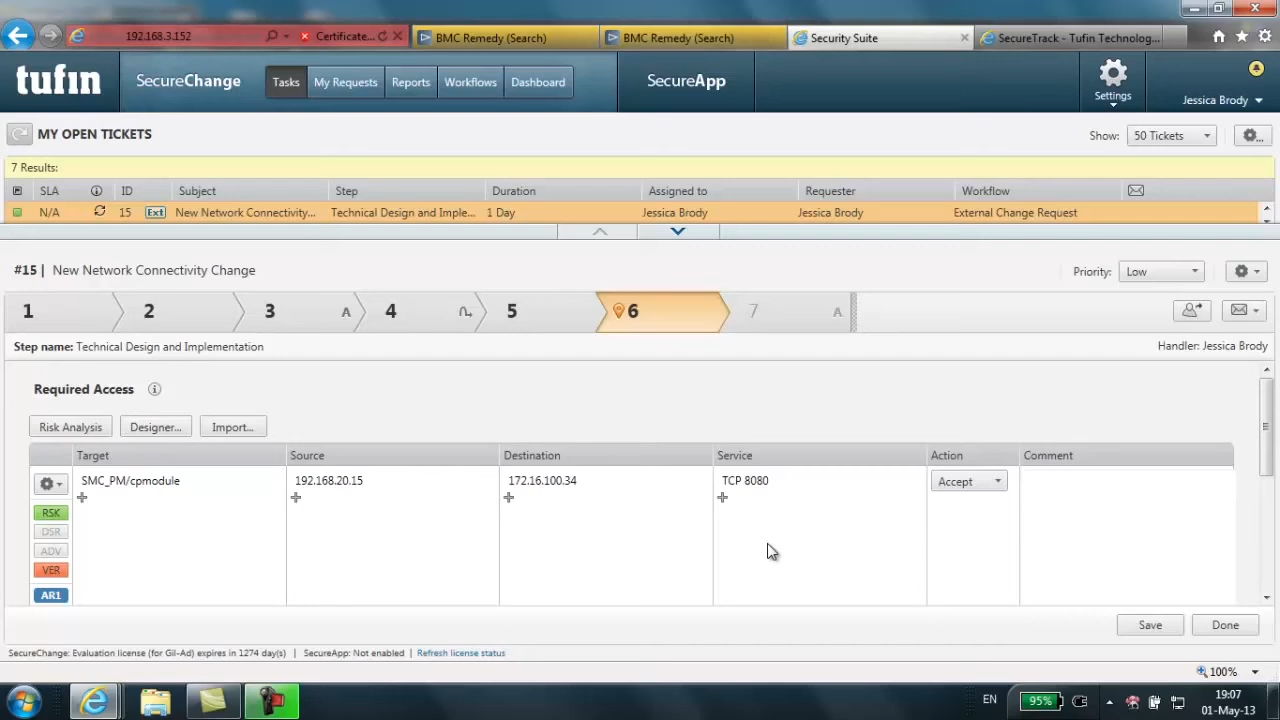 192.168.3.152
Certificate...
BMC Remedy (Search)
BMC Remedy (Search)
Security Suite
SecureTrack - Tufin Technolog...
tufin
SecureChange
Tasks
My Requests
Reports
Workflows
Dashboard
SecureApp
Settings
Jessica Brody
MY OPEN TICKETS
Show:
50 Tickets
7 Results:
SLA
ID
Subject
Step
Duration
Assigned to
Requester
Workflow
N/A
15
Ext
New Network Connectivity...
Technical Design and Imple...
1 Day
Jessica Brody
Jessica Brody
External Change Request
#15 | New Network Connectivity Change
Priority:
Low
1
2
3
A
4
5
6
7
A
Step name: Technical Design and Implementation
Handler: Jessica Brody
Required Access
Risk Analysis
Designer...
Import...
Target
Source
Destination
Service
Action
Comment
SMC_PM/cpmodule
192.168.20.15
172.16.100.34
TCP 8080
Accept
RSK
DSR
ADV
VER
AR1
Save
Done
SecureChange: Evaluation license (for Gil-Ad) expires in 1274 day(s) | SecureApp: Not enabled | Refresh license status
100%
EN
95%
19:07
01-May-13